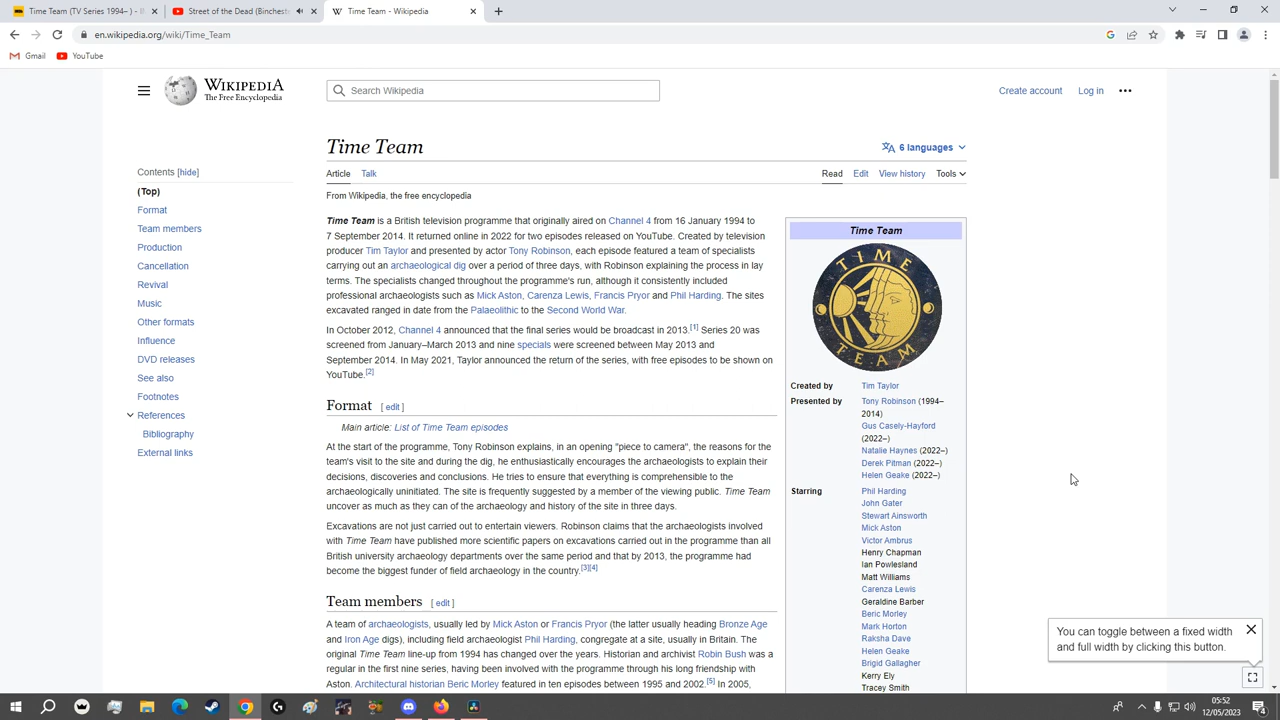 Time Team (TV Series 1994– ) - B
Street of the Dead (Binchest
Time Team - Wikipedia
en.wikipedia.org/wiki/Time_Team
Gmail
YouTube
WIKIPEDIA
The Free Encyclopedia
Search Wikipedia
Create account
Log in
Time Team
6 languages
Article
Talk
Read
Edit
View history
Tools
From Wikipedia, the free encyclopedia
Contents [hide]
(Top)
Format
Team members
Production
Cancellation
Revival
Music
Other formats
Influence
DVD releases
See also
Footnotes
References
Bibliography
External links
Time Team is a British television programme that originally aired on Channel 4 from 16 January 1994 to
7 September 2014. It returned online in 2022 for two episodes released on YouTube. Created by television
producer Tim Taylor and presented by actor Tony Robinson, each episode featured a team of specialists
carrying out an archaeological dig over a period of three days, with Robinson explaining the process in lay
terms. The specialists changed throughout the programme's run, although it consistently included
professional archaeologists such as Mick Aston, Carenza Lewis, Francis Pryor and Phil Harding. The sites
excavated ranged in date from the Palaeolithic to the Second World War.
In October 2012, Channel 4 announced that the final series would be broadcast in 2013.[1] Series 20 was
screened from January–March 2013 and nine specials were screened between May 2013 and
September 2014. In May 2021, Taylor announced the return of the series, with free episodes to be shown on
YouTube.[2]
Format [ edit ]
Main article: List of Time Team episodes
At the start of the programme, Tony Robinson explains, in an opening "piece to camera", the reasons for the
team's visit to the site and during the dig, he enthusiastically encourages the archaeologists to explain their
decisions, discoveries and conclusions. He tries to ensure that everything is comprehensible to the
archaeologically uninitiated. The site is frequently suggested by a member of the viewing public. Time Team
uncover as much as they can of the archaeology and history of the site in three days.
Excavations are not just carried out to entertain viewers. Robinson claims that the archaeologists involved
with Time Team have published more scientific papers on excavations carried out in the programme than all
British university archaeology departments over the same period and that by 2013, the programme had
become the biggest funder of field archaeology in the country.[3][4]
Team members [ edit ]
A team of archaeologists, usually led by Mick Aston or Francis Pryor (the latter usually heading Bronze Age
and Iron Age digs), including field archaeologist Phil Harding, congregate at a site, usually in Britain. The
original Time Team line-up from 1994 has changed over the years. Historian and archivist Robin Bush was a
regular in the first nine series, having been involved with the programme through his long friendship with
Aston. Architectural historian Beric Morley featured in ten episodes between 1995 and 2002.[5] In 2005,
Time Team
TIME
TEAM
Created by Tim Taylor
Presented by Tony Robinson (1994–
2014)
Gus Casely-Hayford
(2022–)
Natalie Haynes (2022–)
Derek Pitman (2022–)
Helen Geake (2022–)
Starring Phil Harding
John Gater
Stewart Ainsworth
Mick Aston
Victor Ambrus
Henry Chapman
Ian Powlesland
Matt Williams
Carenza Lewis
Geraldine Barber
Beric Morley
Mark Horton
Raksha Dave
Helen Geake
Brigid Gallagher
Kerry Ely
Tracey Smith
You can toggle between a fixed width
and full width by clicking this button.
05:52
12/05/2023
4